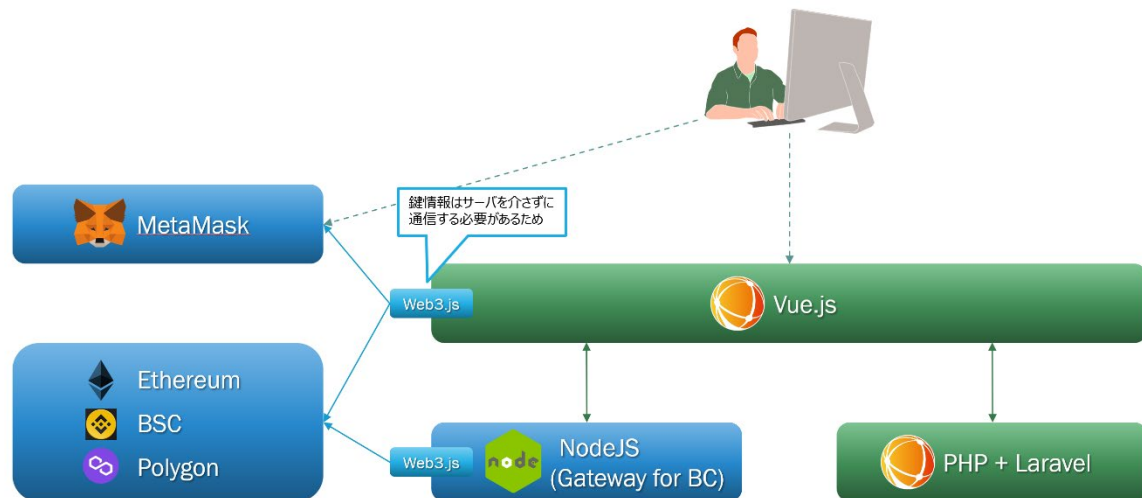 鍵情報はサーバを介さずに
通信する必要があるため
MetaMask
Web3.js
Vue.js
Ethereum
BSC
Polygon
Web3.js
node
NodeJS
(Gateway for BC)
PHP + Laravel